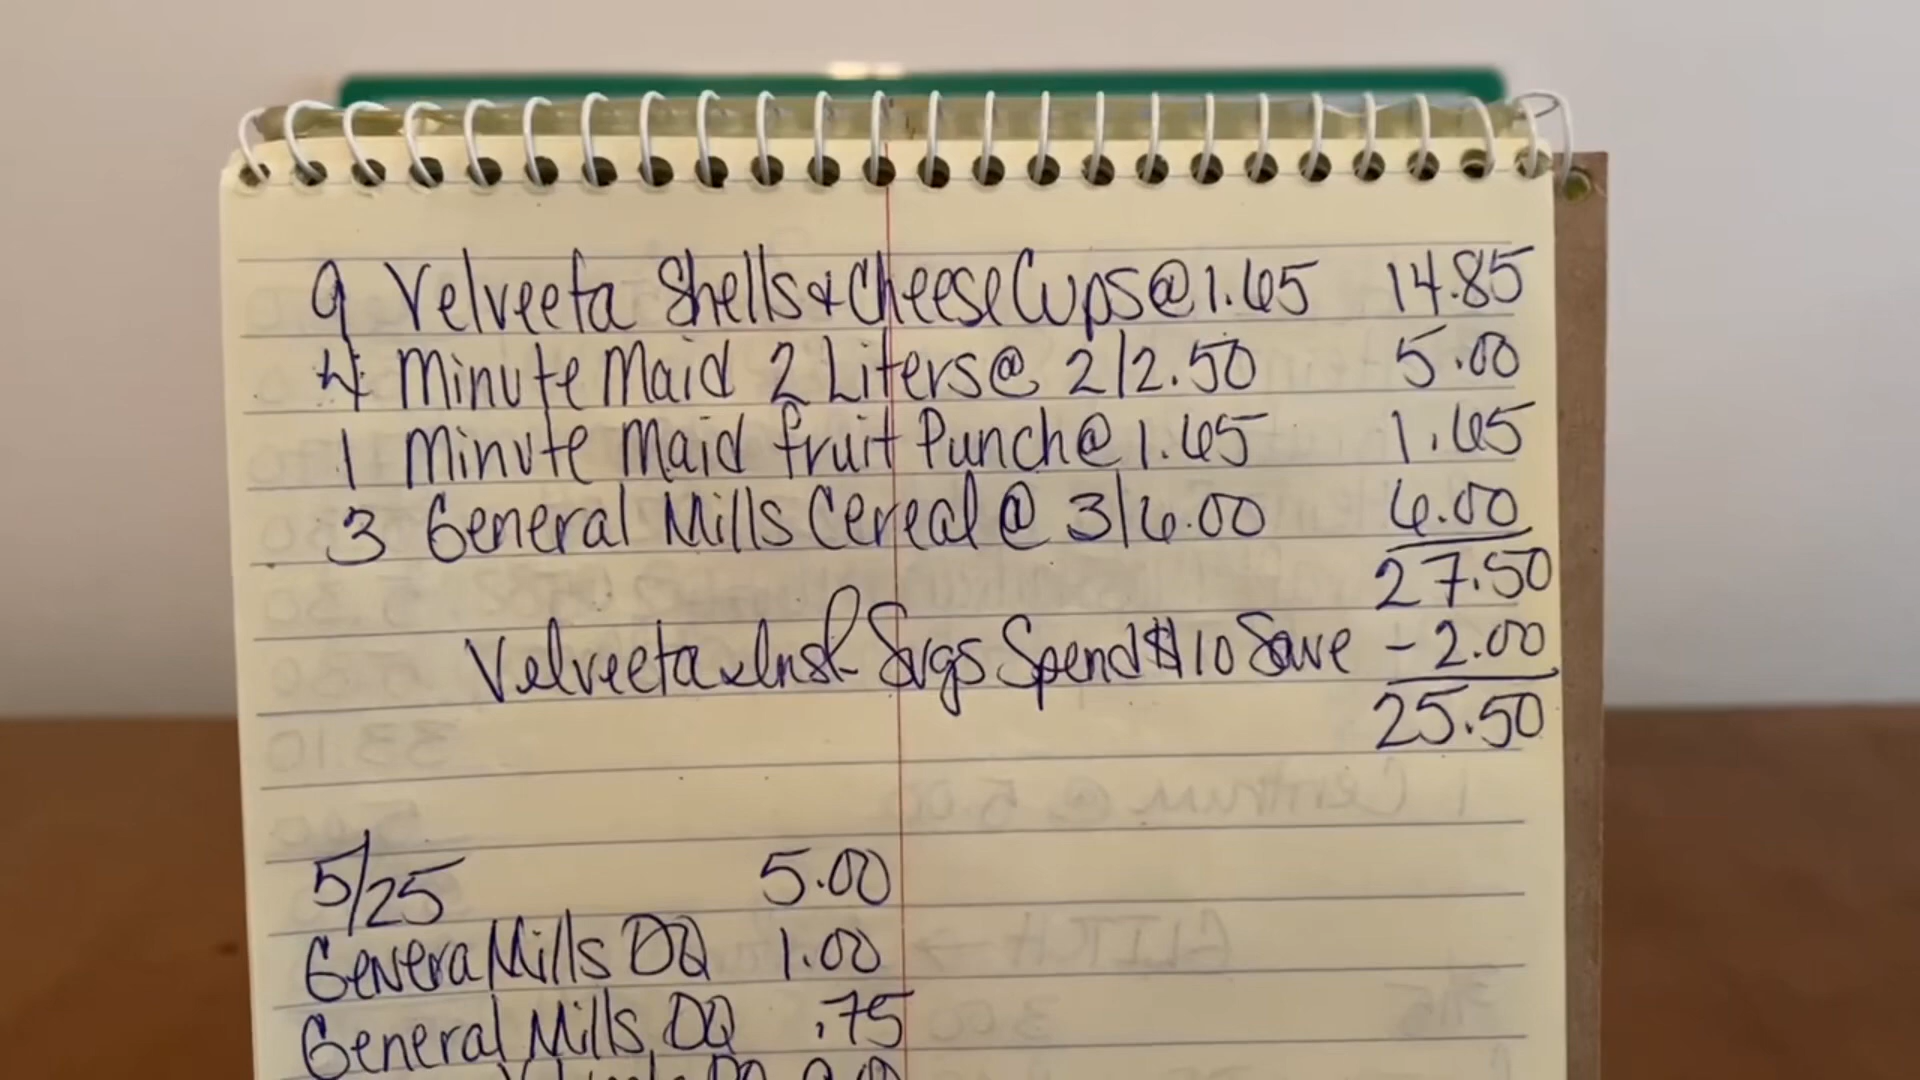 9 Velveeta Shells & Cheese Cups @ 1.65 14.85
4 Minute Maid 2 Liters @ 2/2.50 5.00
1 Minute Maid Fruit Punch @ 1.65 1.65
3 General Mills Cereal @ 3/6.00 6.00
27.50
Velveeta Inst Svgs Spend $10 Save - 2.00
25.50
5/25 5.00
Genera Mills DQ 1.00
General Mills DQ .75